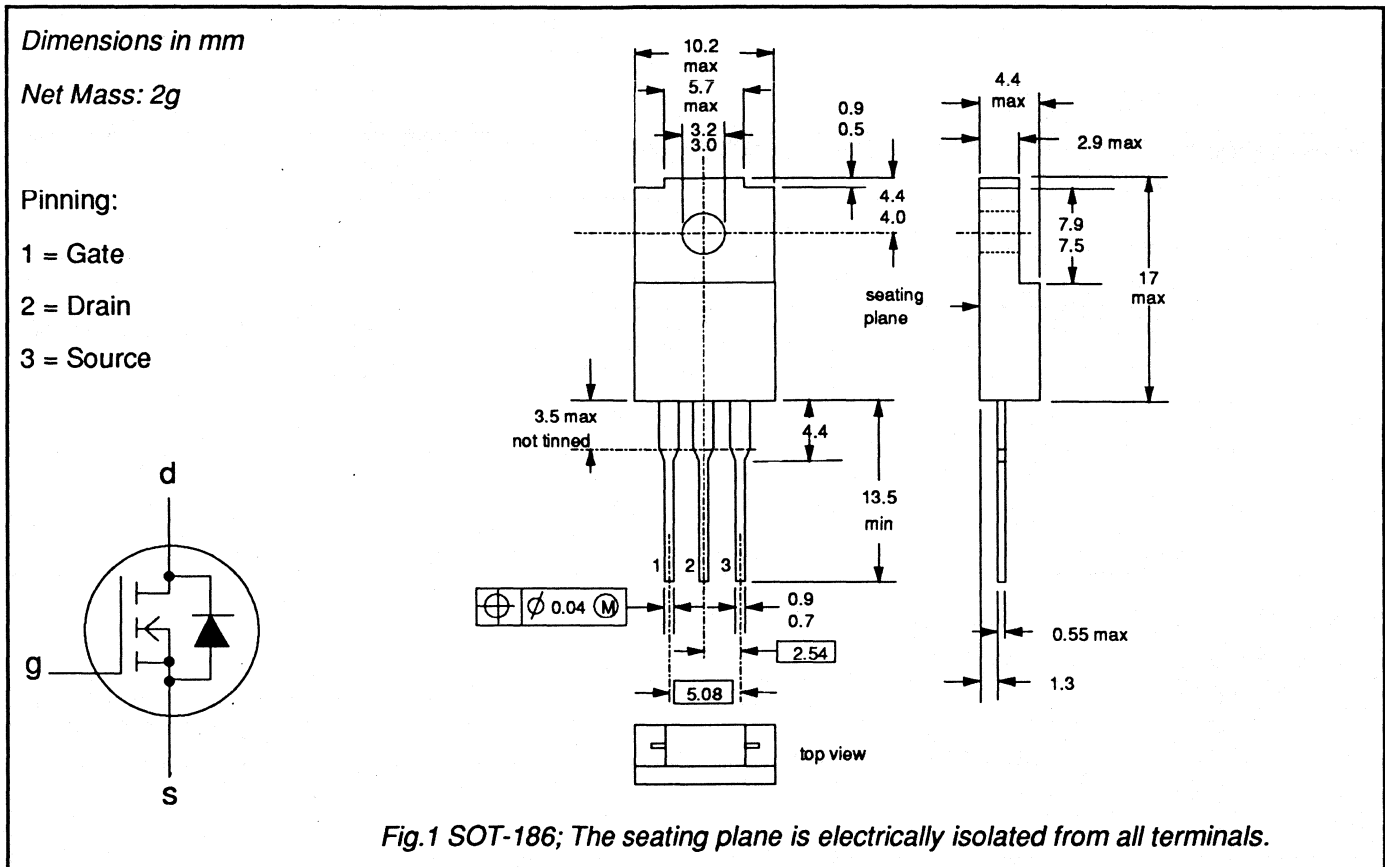 Dimensions in mm
Net Mass: 2g
Pinning:
1 = Gate
2 = Drain
3 = Source
d
g
s
10.2
max
5.7
max
3.2
3.0
0.9
0.5
4.4
4.0
seating
plane
3.5 max
not tinned
4.4
13.5
min
1 2 3
⌖ ϕ 0.04 Ⓜ
0.9
0.7
2.54
5.08
top view
4.4
max
2.9 max
7.9
7.5
17
max
0.55 max
1.3
Fig.1 SOT-186; The seating plane is electrically isolated from all terminals.